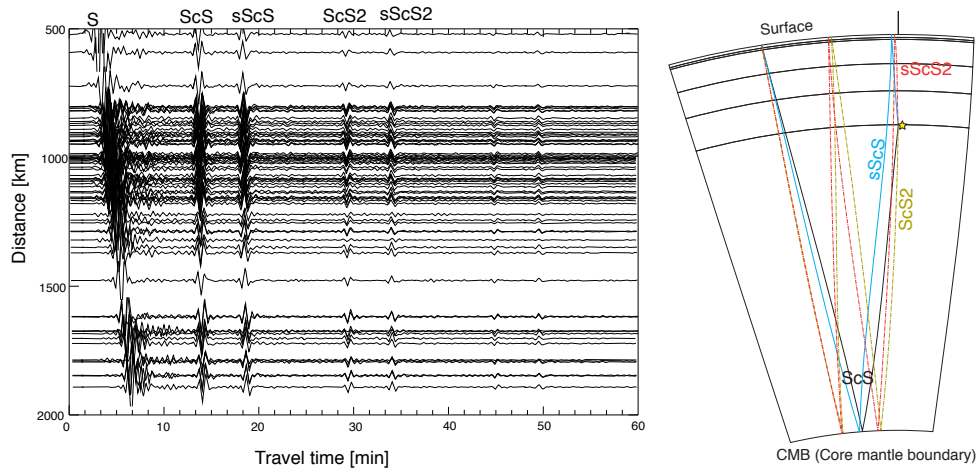 S ScS sScS ScS2 sScS2
500
1000
1500
2000
Distance [km]
0 10 20 30 40 50 60
Travel time [min]
Surface
sScS2
sScS
ScS2
ScS
CMB (Core mantle boundary)